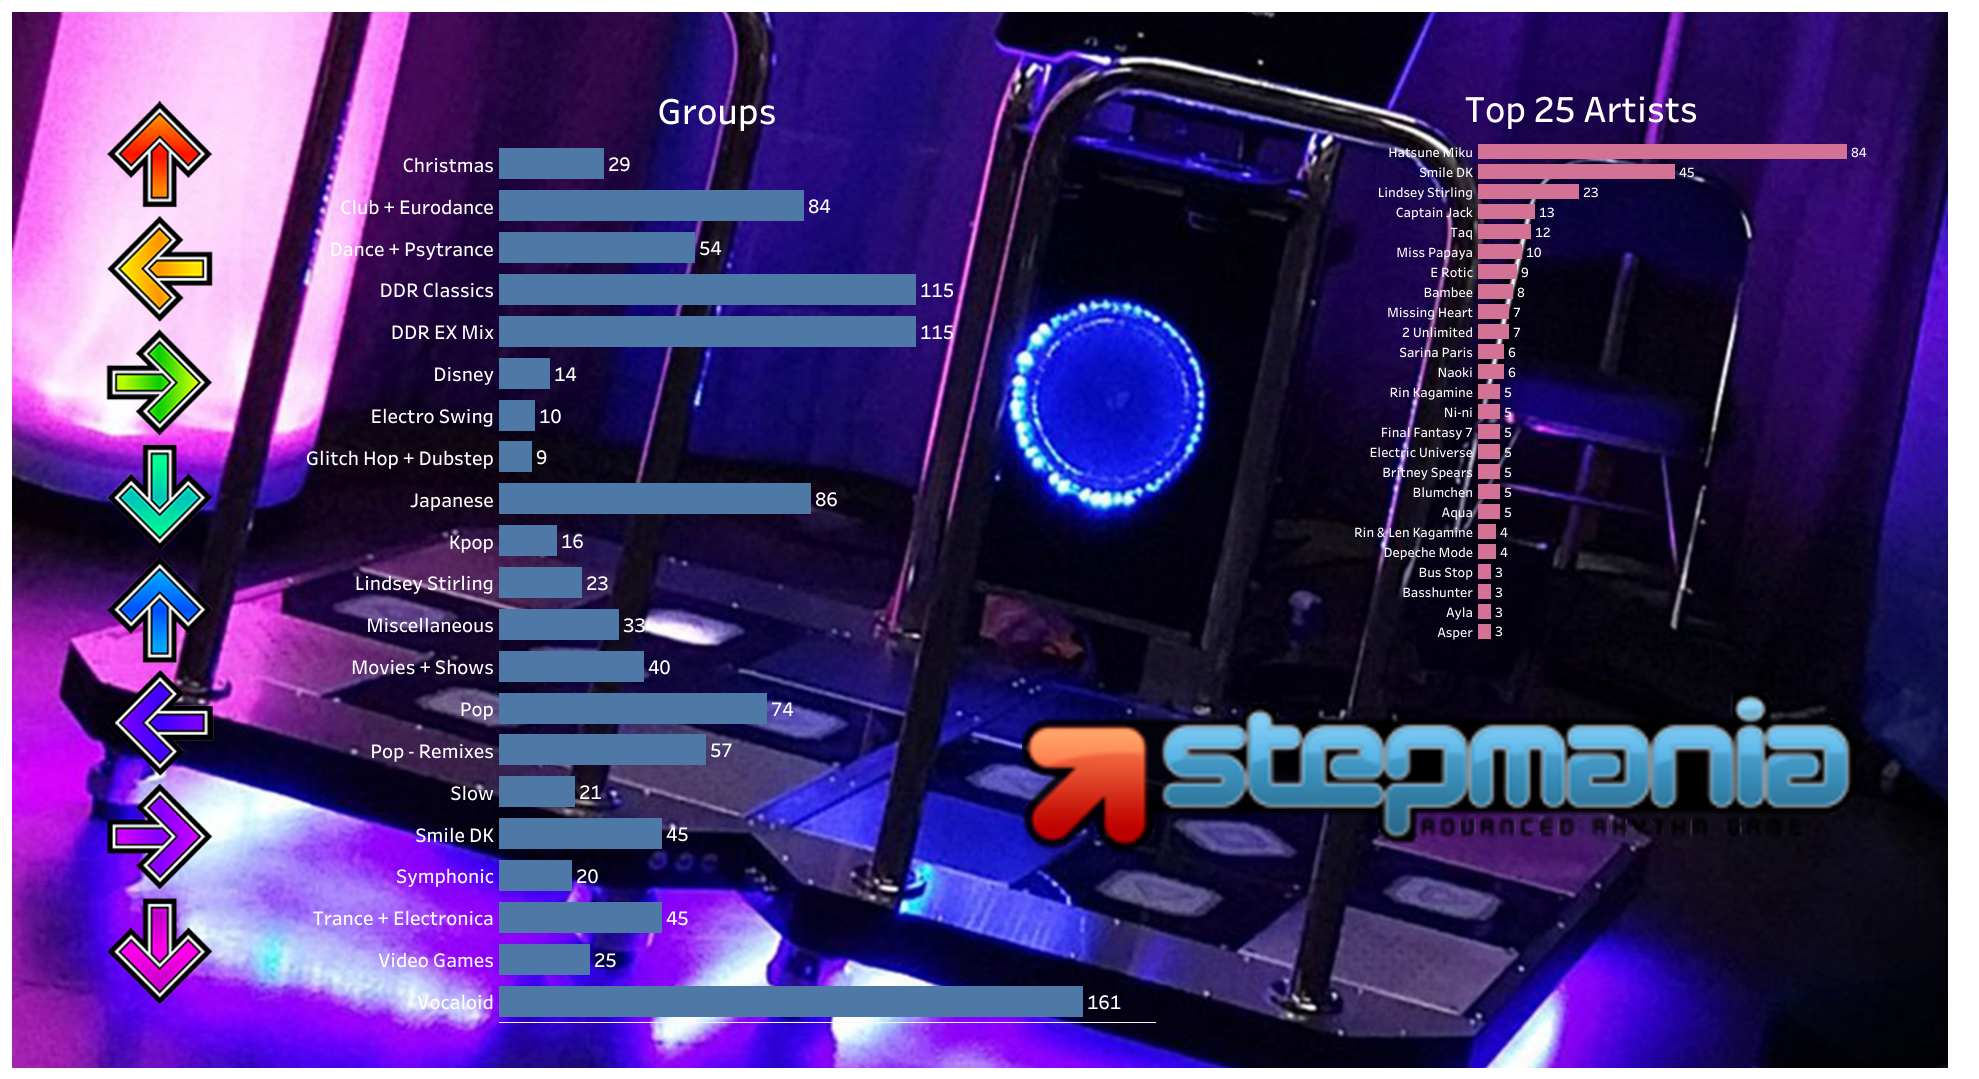 Groups
Christmas 29
Club + Eurodance 84
Dance + Psytrance 54
DDR Classics 115
DDR EX Mix 115
Disney 14
Electro Swing 10
Glitch Hop + Dubstep 9
Japanese 86
Kpop 16
Lindsey Stirling 23
Miscellaneous 33
Movies + Shows 40
Pop 74
Pop - Remixes 57
Slow 21
Smile DK 45
Symphonic 20
Trance + Electronica 45
Video Games 25
Vocaloid 161
Top 25 Artists
Hatsune Miku 84
Smile DK 45
Lindsey Stirling 23
Captain Jack 13
Taq 12
Miss Papaya 10
E Rotic 9
Bambee 8
Missing Heart 7
2 Unlimited 7
Sarina Paris 6
Naoki 6
Rin Kagamine 5
Ni-ni 5
Final Fantasy 7 5
Electric Universe 5
Britney Spears 5
Blumchen 5
Aqua 5
Rin & Len Kagamine 4
Depeche Mode 4
Bus Stop 3
Basshunter 3
Ayla 3
Asper 3
stepmania
ADVANCED RHYTHM GAME